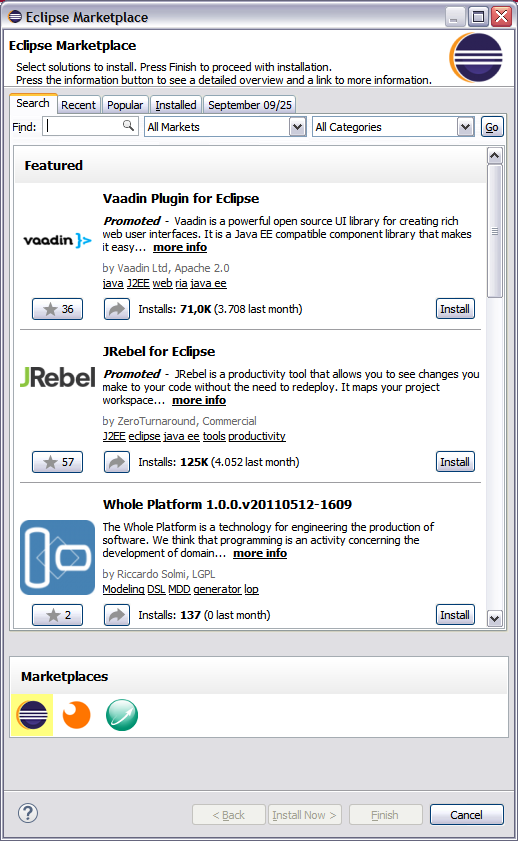 Eclipse Marketplace
Eclipse Marketplace
Select solutions to install. Press Finish to proceed with installation.
Press the information button to see a detailed overview and a link to more information.
Search Recent Popular Installed September 09/25
Find: All Markets All Categories Go
Featured
Vaadin Plugin for Eclipse
Promoted - Vaadin is a powerful open source UI library for creating rich
web user interfaces. It is a Java EE compatible component library that makes
it easy... more info
vaadin }>
by Vaadin Ltd, Apache 2.0
java J2EE web ria java ee
36 Installs: 71,0K (3.708 last month) Install
JRebel for Eclipse
Promoted - JRebel is a productivity tool that allows you to see changes you
make to your code without the need to redeploy. It maps your project
workspace... more info
JRebel
by ZeroTurnaround, Commercial
J2EE eclipse java ee tools productivity
57 Installs: 125K (4.052 last month) Install
Whole Platform 1.0.0.v20110512-1609
The Whole Platform is a technology for engineering the production of
software. We think that programming is an activity concerning the
development of domain... more info
by Riccardo Solmi, LGPL
Modeling DSL MDD generator lop
2 Installs: 137 (0 last month) Install
Marketplaces
? < Back Install Now > Finish Cancel